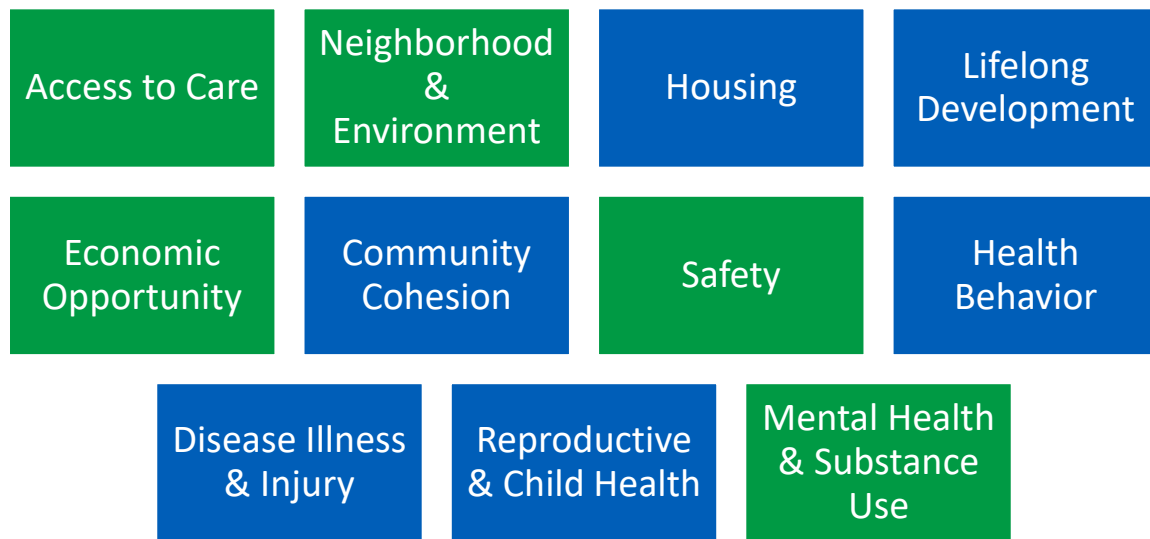 Access to Care
Neighborhood
&
Environment
Housing
Lifelong
Development
Economic
Opportunity
Community
Cohesion
Safety
Health
Behavior
Disease Illness
& Injury
Reproductive
& Child Health
Mental Health
& Substance
Use